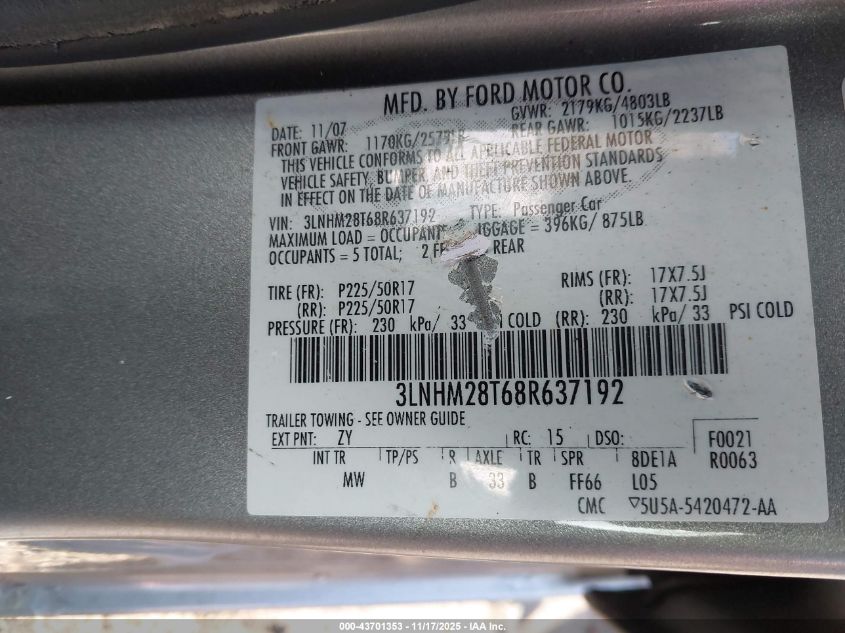 MFD. BY FORD MOTOR CO.
DATE: 11/07 GVWR: 2179KG/4803LB
FRONT GAWR: 1170KG/2579LB REAR GAWR: 1015KG/2237LB
THIS VEHICLE CONFORMS TO ALL APPLICABLE FEDERAL MOTOR
VEHICLE SAFETY, BUMPER, AND THEFT PREVENTION STANDARDS
IN EFFECT ON THE DATE OF MANUFACTURE SHOWN ABOVE.
VIN: 3LNHM28T68R637192 TYPE: Passenger Car
MAXIMUM LOAD = OCCUPANT LUGGAGE = 396KG/ 875LB
OCCUPANTS = 5 TOTAL; 2 REAR
TIRE (FR): P225/50R17 RIMS (FR): 17X7.5J
(RR): P225/50R17 (RR): 17X7.5J
PRESSURE (FR): 230 kPa/ 33 COLD (RR): 230 kPa/ 33 PSI COLD
3LNHM28T68R637192
TRAILER TOWING - SEE OWNER GUIDE
EXT PNT: ZY RC: 15 DSO: F0021
INT TR TP/PS R AXLE TR SPR 8DE1A R0063
MW B 33 B FF66 L05
CMC 5U5A-5420472-AA
000-43701353 - 11/17/2025 - IAA Inc.